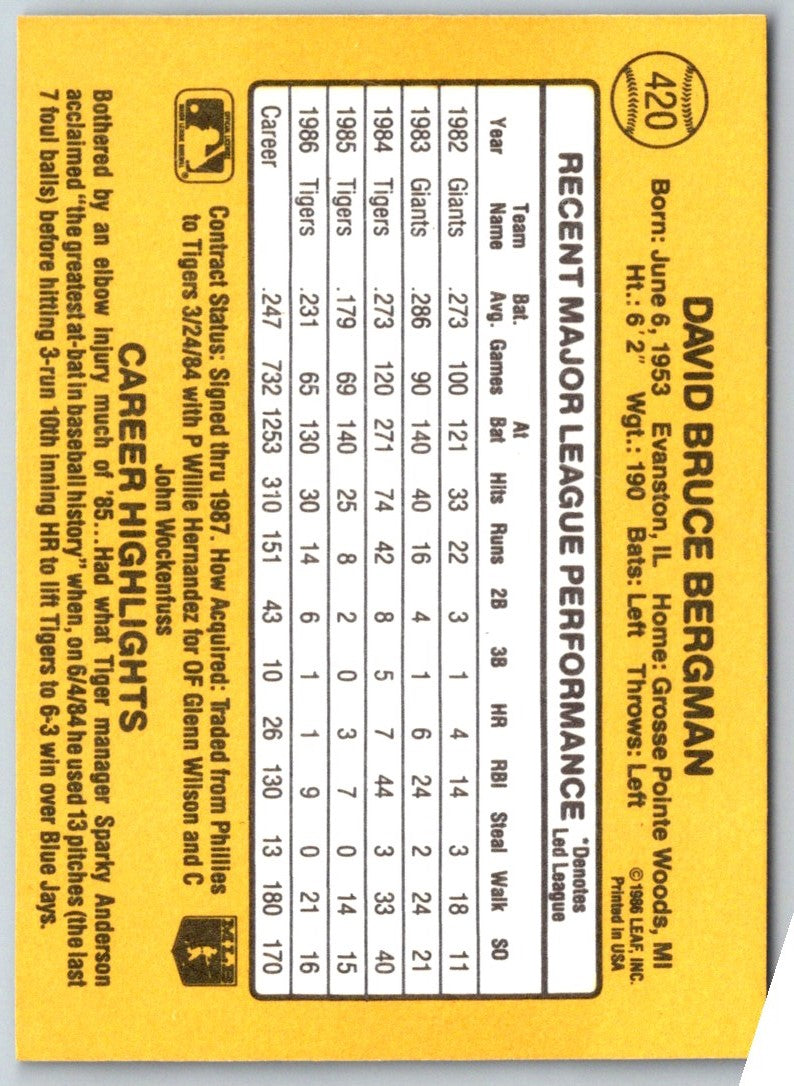 420
DAVID BRUCE BERGMAN
Born: June 6, 1953 Evanston, IL Home: Grosse Pointe Woods, MI
Ht.: 6'2" Wgt.: 190 Bats: Left Throws: Left
©1986 LEAF, INC.
Printed in USA
RECENT MAJOR LEAGUE PERFORMANCE *Denotes Led League
Year Team Name Bat. Avg. Games At Bat Hits Runs 2B 3B HR RBI Steal Walk SO
1982 Giants .273 100 121 33 22 3 1 4 14 3 18 11
1983 Giants .286 90 140 40 16 4 1 6 24 2 24 21
1984 Tigers .273 120 271 74 42 8 5 7 44 3 33 40
1985 Tigers .179 69 140 25 8 2 0 3 7 0 14 15
1986 Tigers .231 65 130 30 14 6 1 1 9 0 21 16
Career .247 732 1253 310 151 43 10 26 130 13 180 170
Contract Status: Signed thru 1987. How Acquired: Traded from Phillies
to Tigers 3/24/84 with P Willie Hernandez for OF Glenn Wilson and C
John Wockenfuss
MLB
CAREER HIGHLIGHTS
Bothered by an elbow injury much of '85...Had what Tiger manager Sparky Anderson
acclaimed "the greatest at-bat in baseball history" when, on 6/4/84 he used 13 pitches (the last
7 foul balls) before hitting 3-run 10th inning HR to lift Tigers to 6-3 win over Blue Jays.